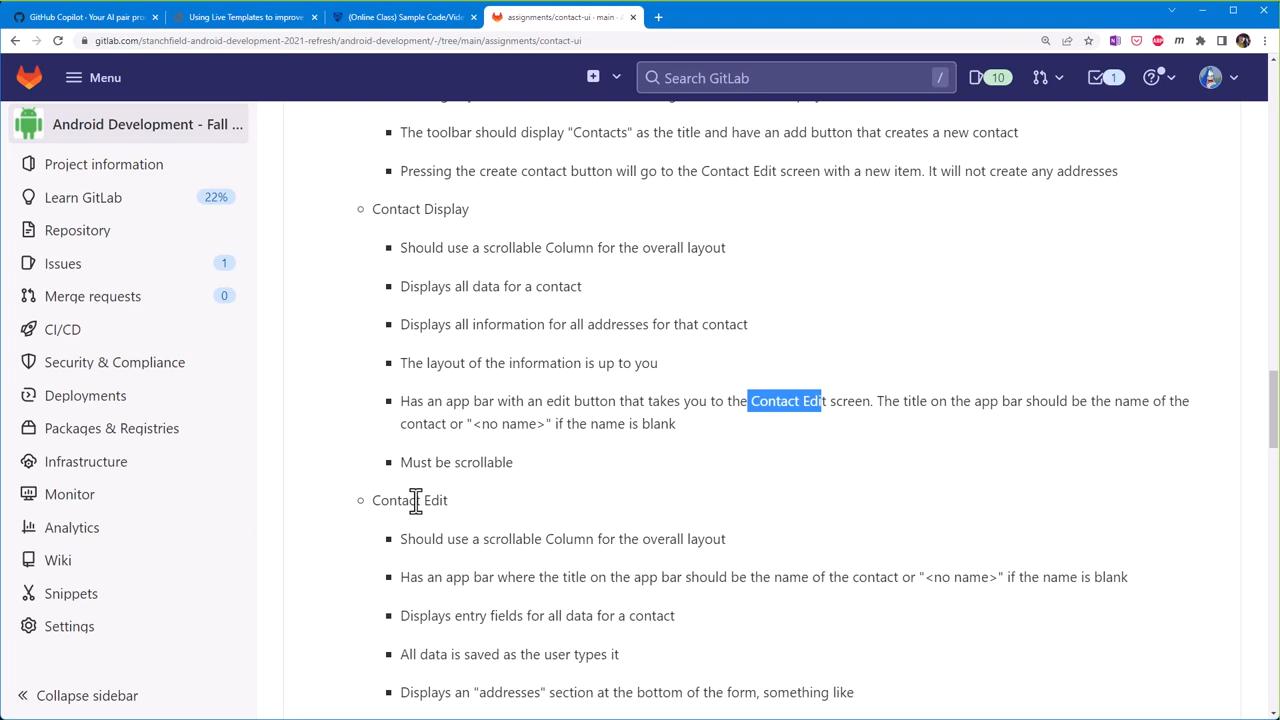 GitHub Copilot - Your AI pair pro
Using Live Templates to improve
(Online Class) Sample Code/Vide
assignments/contact-ui · main · A
gitlab.com/stanchfield-android-development-2021-refresh/android-development/-/tree/main/assignments/contact-ui
Menu
Search GitLab
/
10
1
Android Development - Fall ...
Project information
Learn GitLab
22%
Repository
Issues
1
Merge requests
0
CI/CD
Security & Compliance
Deployments
Packages & Registries
Infrastructure
Monitor
Analytics
Wiki
Snippets
Settings
Collapse sidebar
The toolbar should display "Contacts" as the title and have an add button that creates a new contact
Pressing the create contact button will go to the Contact Edit screen with a new item. It will not create any addresses
Contact Display
Should use a scrollable Column for the overall layout
Displays all data for a contact
Displays all information for all addresses for that contact
The layout of the information is up to you
Has an app bar with an edit button that takes you to the Contact Edit screen. The title on the app bar should be the name of the
contact or "<no name>" if the name is blank
Must be scrollable
Contact Edit
Should use a scrollable Column for the overall layout
Has an app bar where the title on the app bar should be the name of the contact or "<no name>" if the name is blank
Displays entry fields for all data for a contact
All data is saved as the user types it
Displays an "addresses" section at the bottom of the form, something like